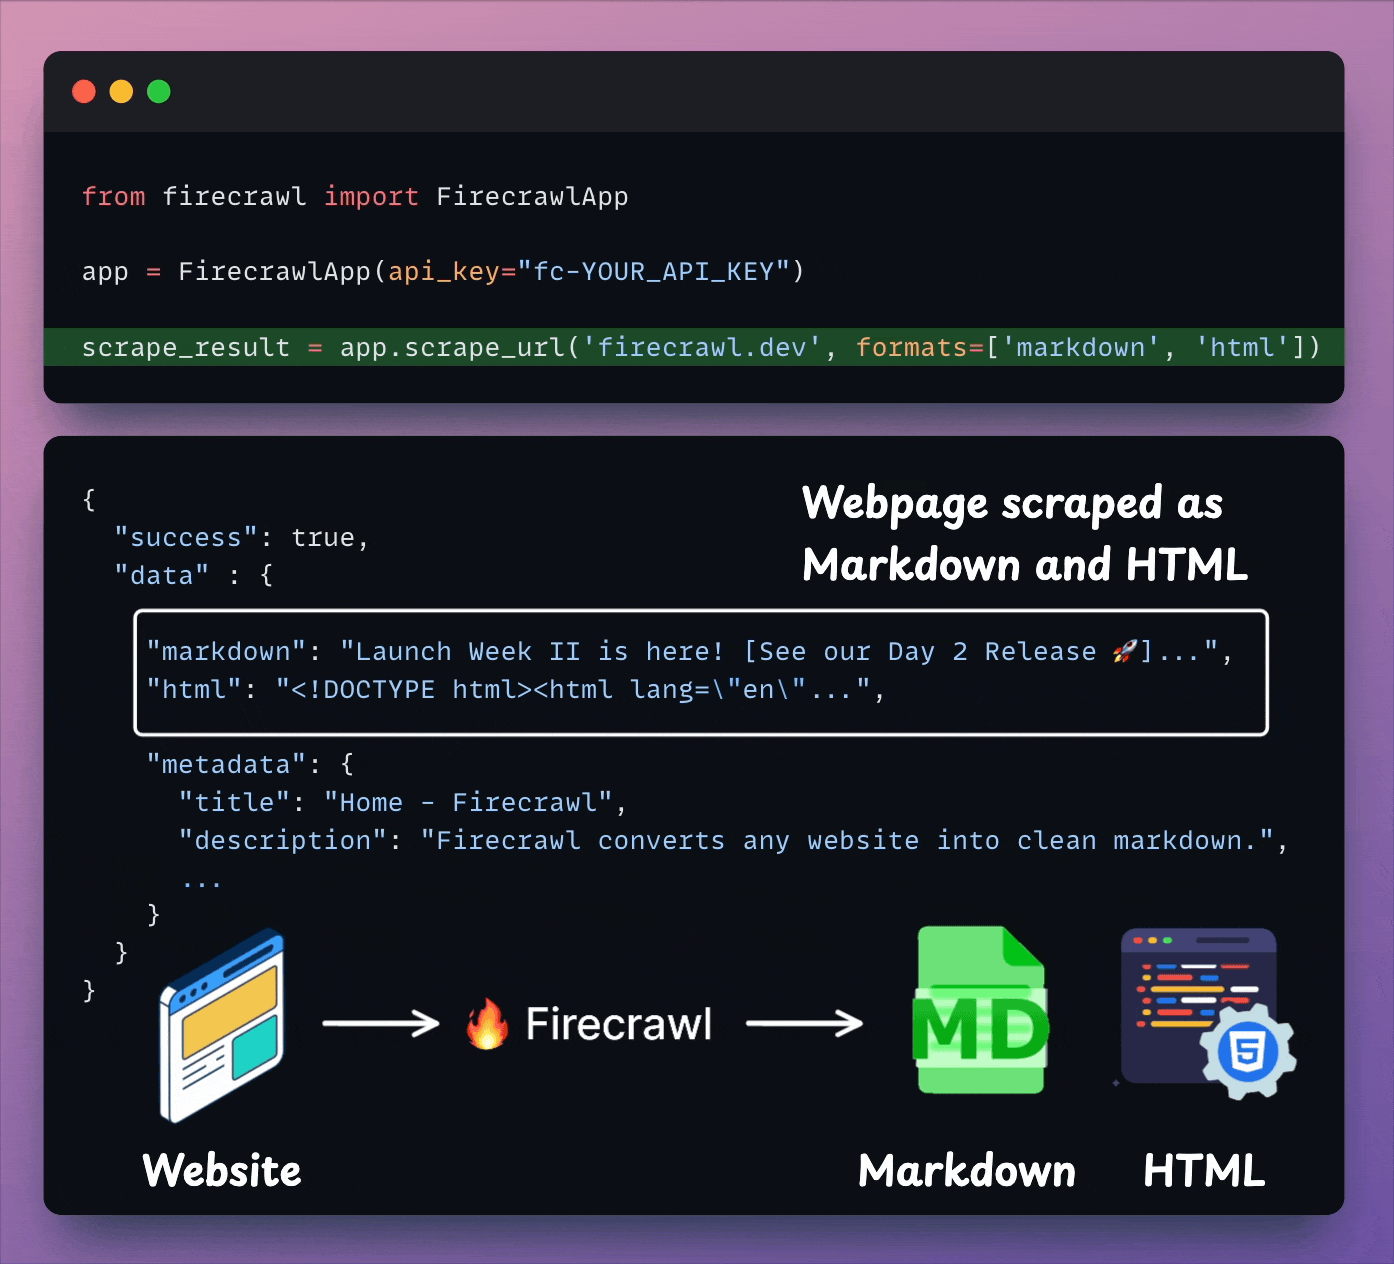 from firecrawl import FirecrawlApp
app = FirecrawlApp(api_key="fc-YOUR_API_KEY")
scrape_result = app.scrape_url('firecrawl.dev', formats=['markdown', 'html'])
Webpage scraped as
Markdown and HTML
{
"success": true,
"data" : {
"markdown": "Launch Week II is here! [See our Day 2 Release 🚀]...",
"html": "<!DOCTYPE html><html lang=\"en\"...",
"metadata": {
"title": "Home - Firecrawl",
"description": "Firecrawl converts any website into clean markdown.",
...
}
}
}
🔥 Firecrawl
MD
5
Website
Markdown
HTML